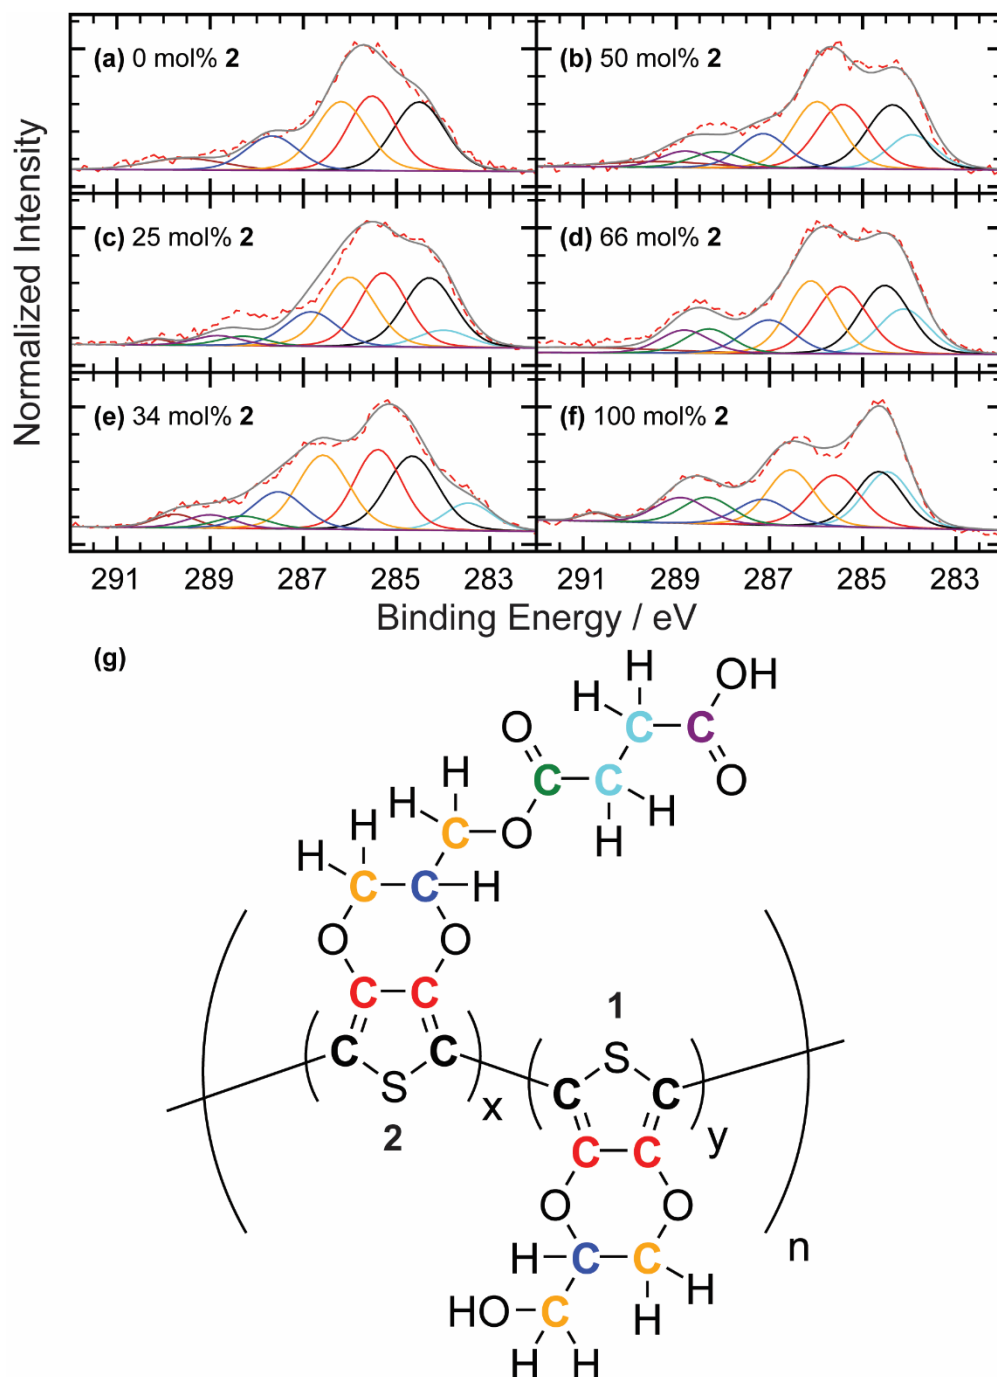 (a) 0 mol% 2
(b) 50 mol% 2
(c) 25 mol% 2
(d) 66 mol% 2
(e) 34 mol% 2
(f) 100 mol% 2
Normalized Intensity
291 289 287 285 283 291 289 287 285 283
Binding Energy / eV
(g)
H OH
H C C
O H O
C C
H H H
H C O H
H
H C C H
O O
C C
1
C C S
S x C C
2 y
C C
O O
n
H C C H
HO C H
H H